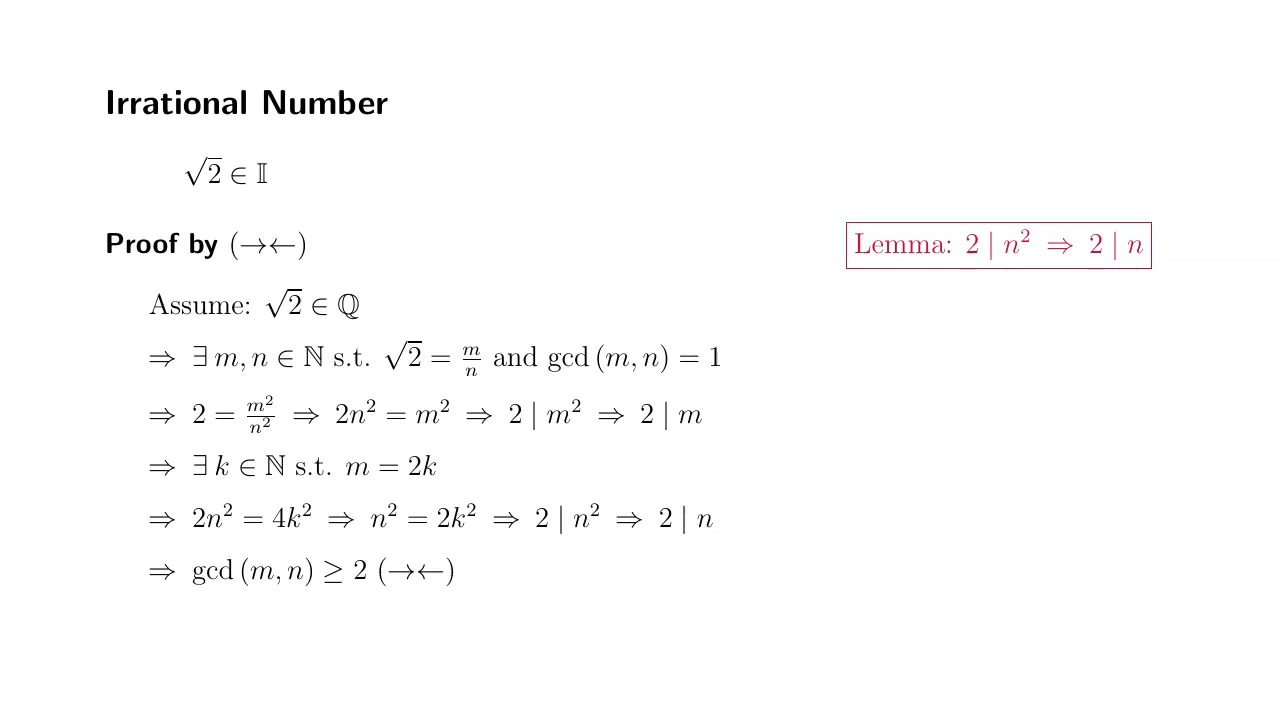 Irrational Number
√2 ∈ 𝕀
Proof by (→←)
Lemma: 2 | n² ⇒ 2 | n
Assume: √2 ∈ ℚ
⇒ ∃ m, n ∈ ℕ s.t. √2 = m/n and gcd (m, n) = 1
⇒ 2 = m²/n² ⇒ 2n² = m² ⇒ 2 | m² ⇒ 2 | m
⇒ ∃ k ∈ ℕ s.t. m = 2k
⇒ 2n² = 4k² ⇒ n² = 2k² ⇒ 2 | n² ⇒ 2 | n
⇒ gcd (m, n) ≥ 2 (→←)